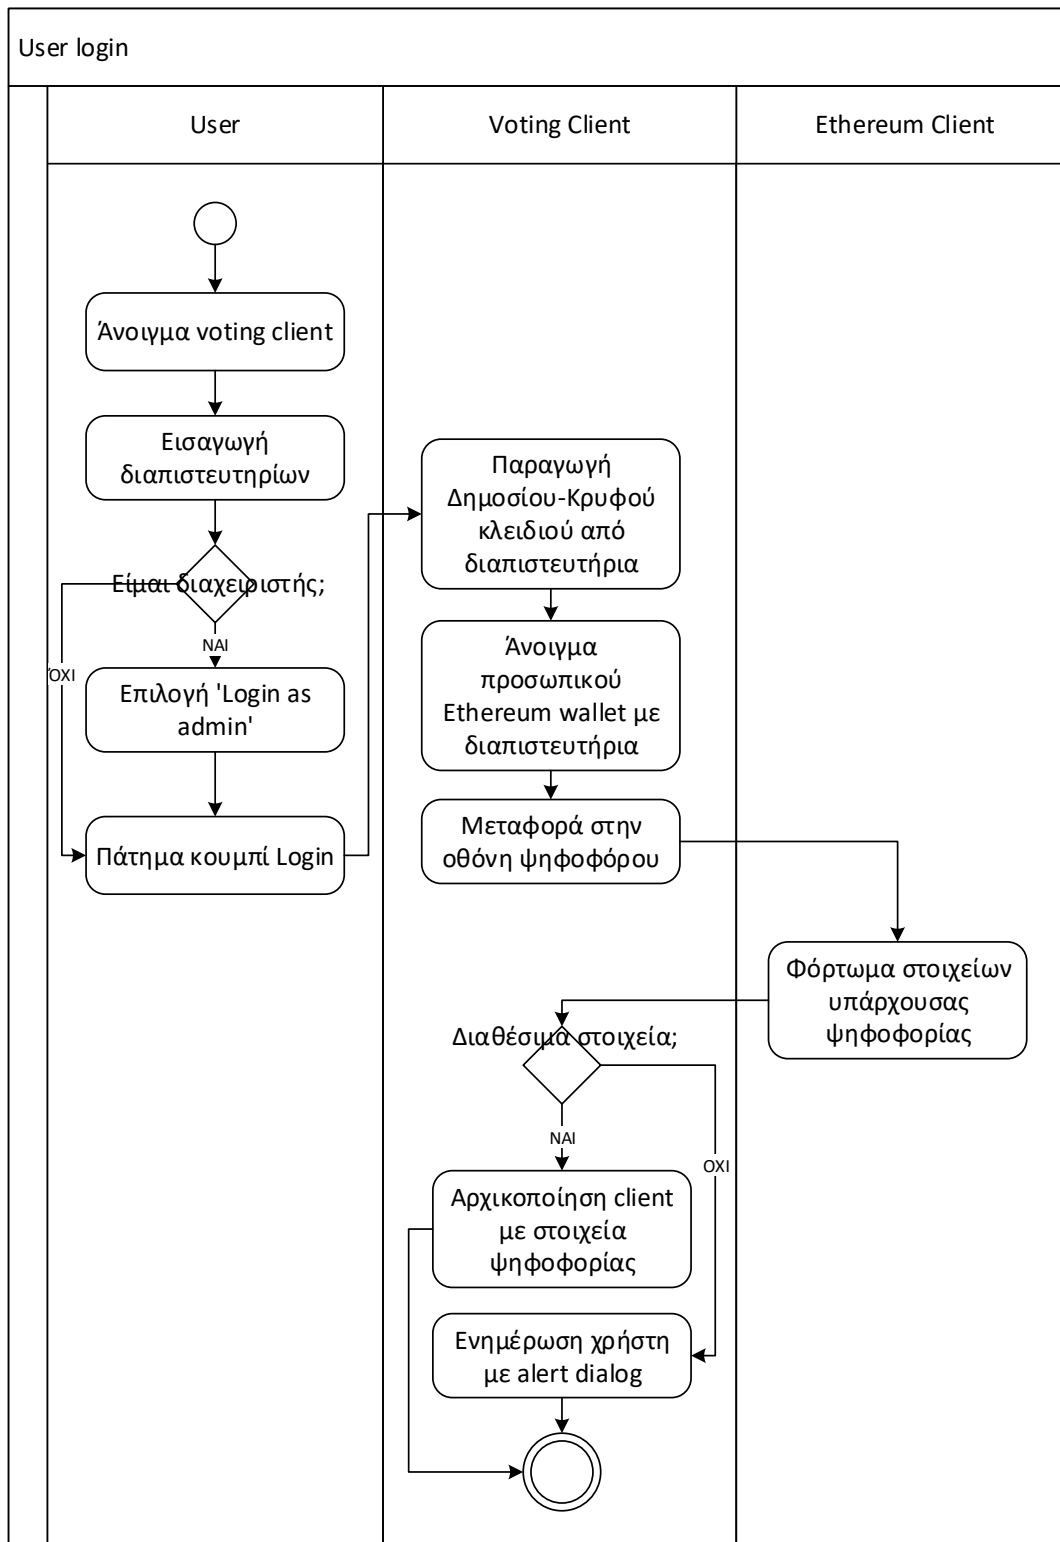 User login
User
Voting Client
Ethereum Client
Άνοιγμα voting client
Εισαγωγή
διαπιστευτηρίων
Είμαι διαχειριστής;
ΝΑΙ
ΌΧΙ
Επιλογή 'Login as
admin'
Πάτημα κουμπί Login
Παραγωγή
Δημοσίου-Κρυφού
κλειδιού από
διαπιστευτήρια
Άνοιγμα
προσωπικού
Ethereum wallet με
διαπιστευτήρια
Μεταφορά στην
οθόνη ψηφοφόρου
Φόρτωμα στοιχείων
υπάρχουσας
ψηφοφορίας
Διαθέσιμα στοιχεία;
ΝΑΙ
ΟΧΙ
Αρχικοποίηση client
με στοιχεία
ψηφοφορίας
Ενημέρωση χρήστη
με alert dialog